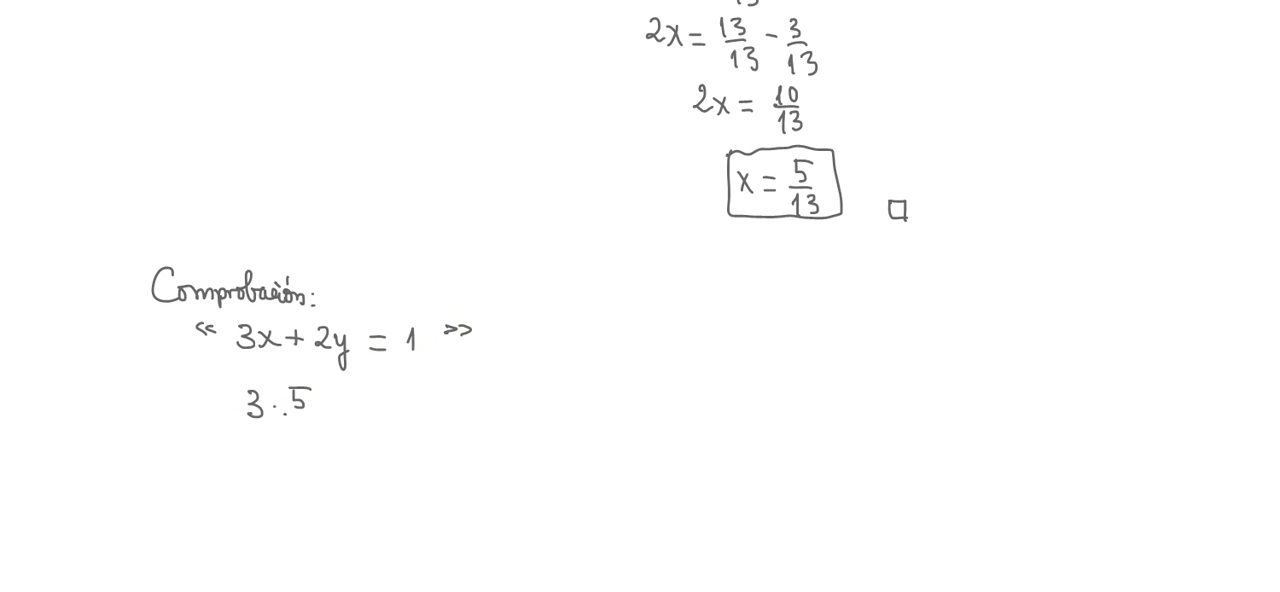 2x = 13/13 - 3/13
2x = 10/13
x = 5/13
Comprobación:
« 3x + 2y = 1 »
3 · 5